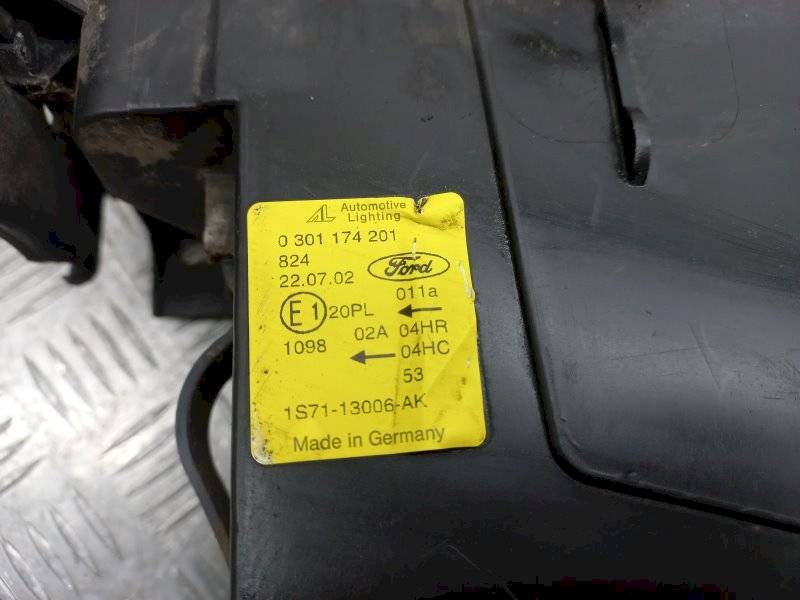 AL Automotive
Lighting
0 301 174 201
824
Ford
22.07.02
011a
E1 20PL
02A 04HR
1098
04HC
53
1S71-13006-AK
Made in Germany